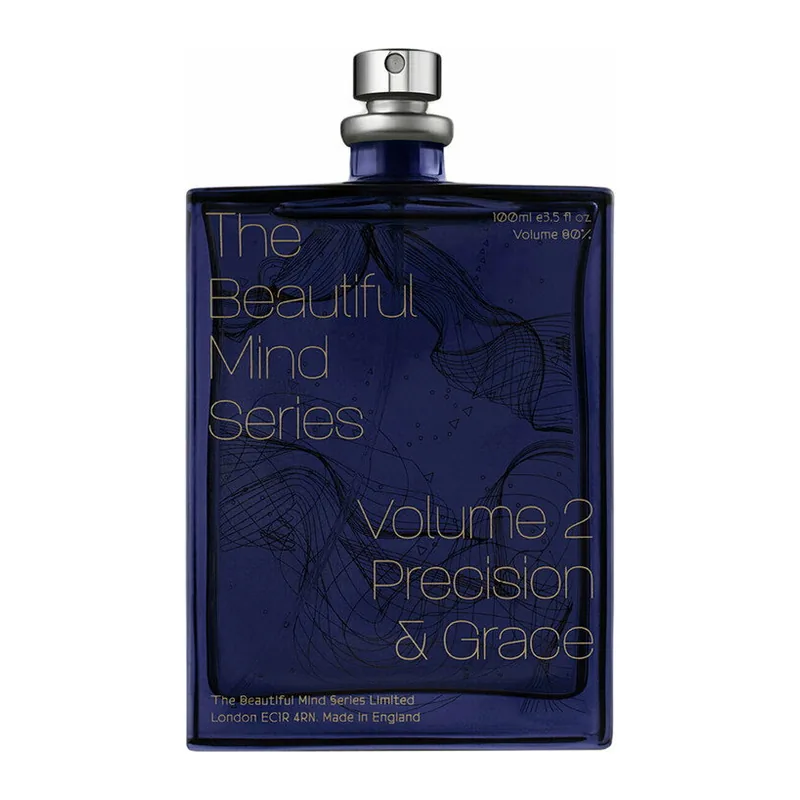 The
Beautiful
Mind
Series
100ml e3.5 fl oz
Volume 80%
Volume 2
Precision
& Grace
The Beautiful Mind Series Limited
London EC1R 4RN. Made in England